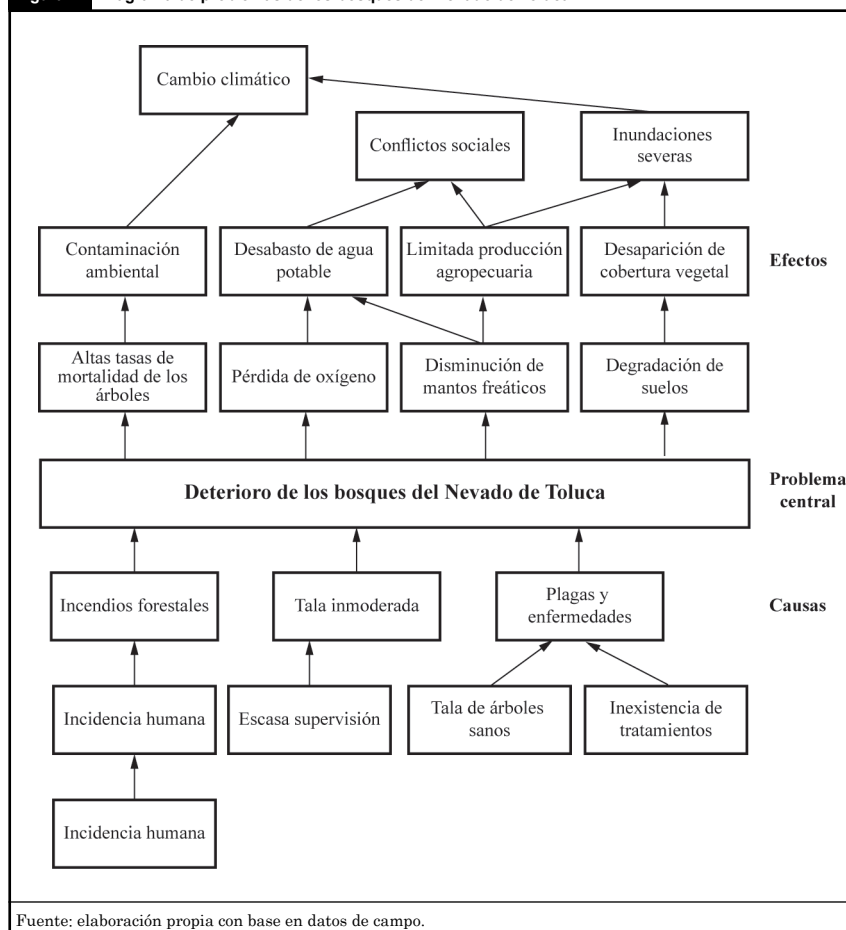 Cambio climático
Conflictos sociales
Inundaciones
severas
Contaminación
ambiental
Desabasto de agua
potable
Limitada producción
agropecuaria
Desaparición de
cobertura vegetal
Efectos
Altas tasas de
mortalidad de los
árboles
Pérdida de oxígeno
Disminución de
mantos freáticos
Degradación de
suelos
Deterioro de los bosques del Nevado de Toluca
Problema
central
Incendios forestales
Tala inmoderada
Plagas y
enfermedades
Causas
Incidencia humana
Escasa supervisión
Tala de árboles
sanos
Inexistencia de
tratamientos
Incidencia humana
Fuente: elaboración propia con base en datos de campo.